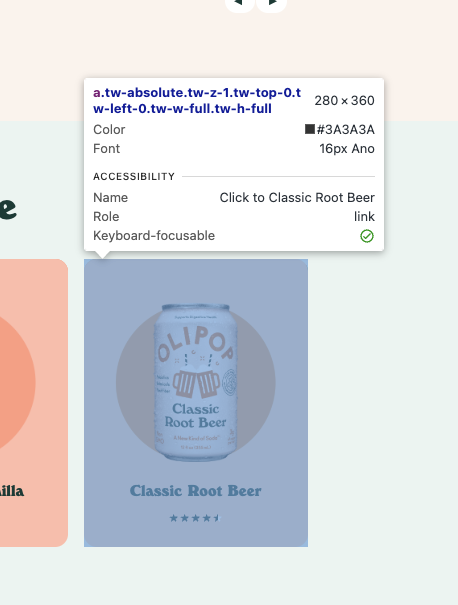 a.tw-absolute.tw-z-1.tw-top-0.t
w-left-0.tw-w-full.tw-h-full
280 × 360
Color
#3A3A3A
Font
16px Ano
ACCESSIBILITY
Name
Click to Classic Root Beer
Role
link
Keyboard-focusable
e
illa
OLIPOP
Classic
Root Beer
A New Kind of Soda
Classic Root Beer